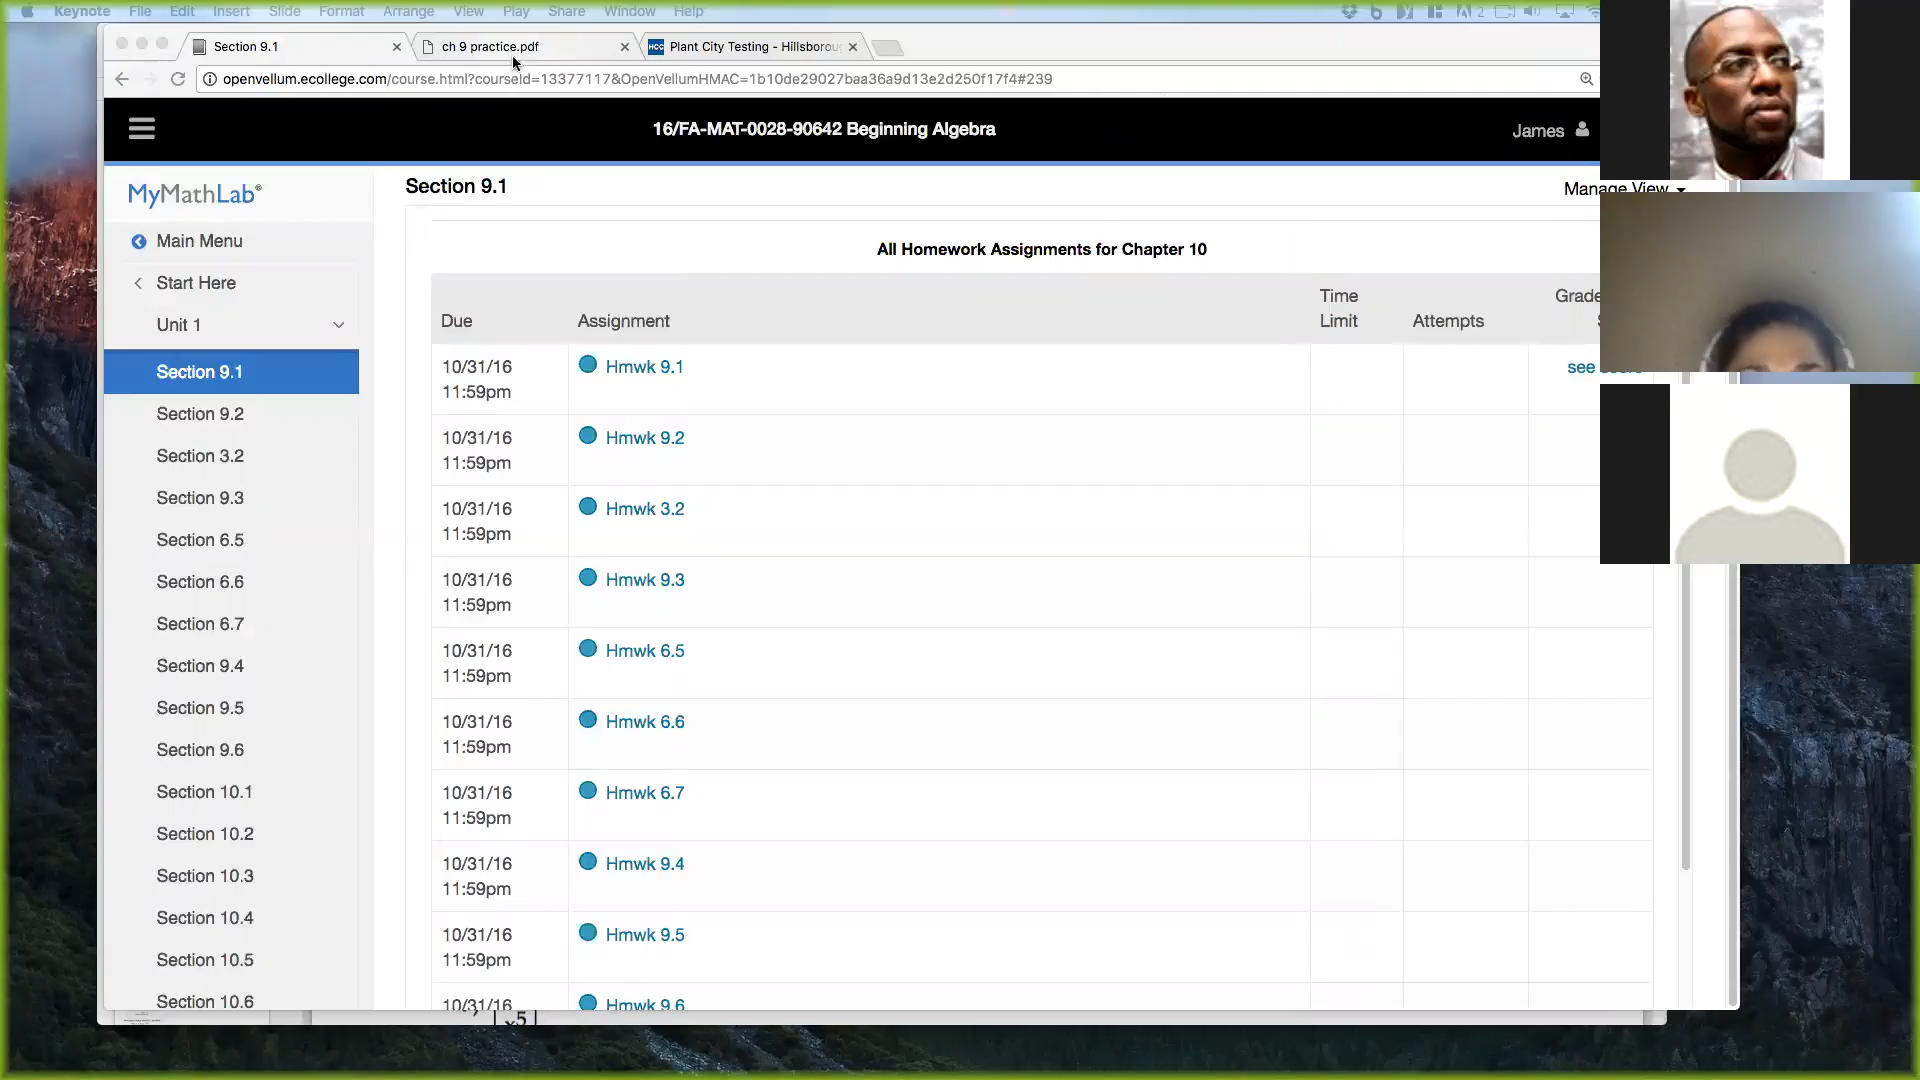 Keynote File Edit Insert Slide Format Arrange View Play Share Window Help
Section 9.1
ch 9 practice.pdf
HCC Plant City Testing - Hillsborou
openvellum.ecollege.com/course.html?courseId=13377117&OpenVellumHMAC=1b10de29027baa36a9d13e2d250f17f4#239
16/FA-MAT-0028-90642 Beginning Algebra
James
MyMathLab®
Main Menu
Start Here
Unit 1
Section 9.1
Section 9.2
Section 3.2
Section 9.3
Section 6.5
Section 6.6
Section 6.7
Section 9.4
Section 9.5
Section 9.6
Section 10.1
Section 10.2
Section 10.3
Section 10.4
Section 10.5
Section 10.6
Section 9.1
Manage View
All Homework Assignments for Chapter 10
Due Assignment Time Limit Attempts Grade
10/31/16 11:59pm Hmwk 9.1 see
10/31/16 11:59pm Hmwk 9.2
10/31/16 11:59pm Hmwk 3.2
10/31/16 11:59pm Hmwk 9.3
10/31/16 11:59pm Hmwk 6.5
10/31/16 11:59pm Hmwk 6.6
10/31/16 11:59pm Hmwk 6.7
10/31/16 11:59pm Hmwk 9.4
10/31/16 11:59pm Hmwk 9.5
10/31/16 Hmwk 9.6